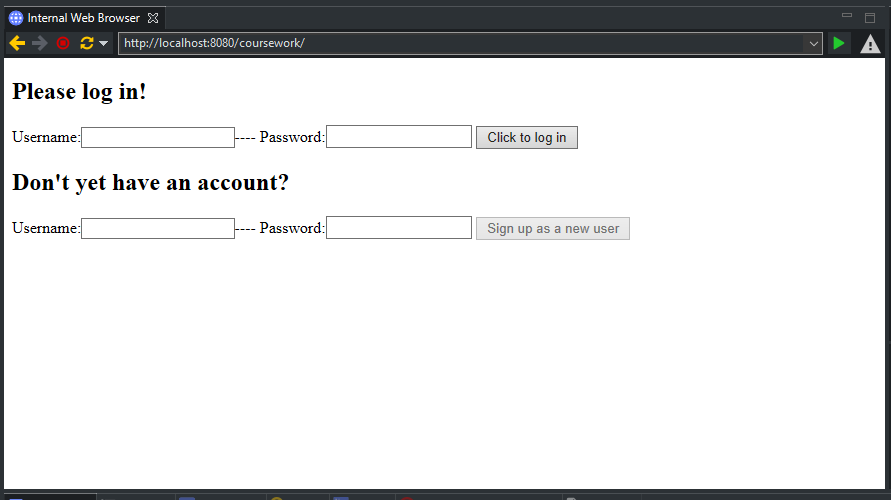 Internal Web Browser
http://localhost:8080/coursework/
Please log in!
Username: ---- Password: Click to log in
Don't yet have an account?
Username: ---- Password: Sign up as a new user